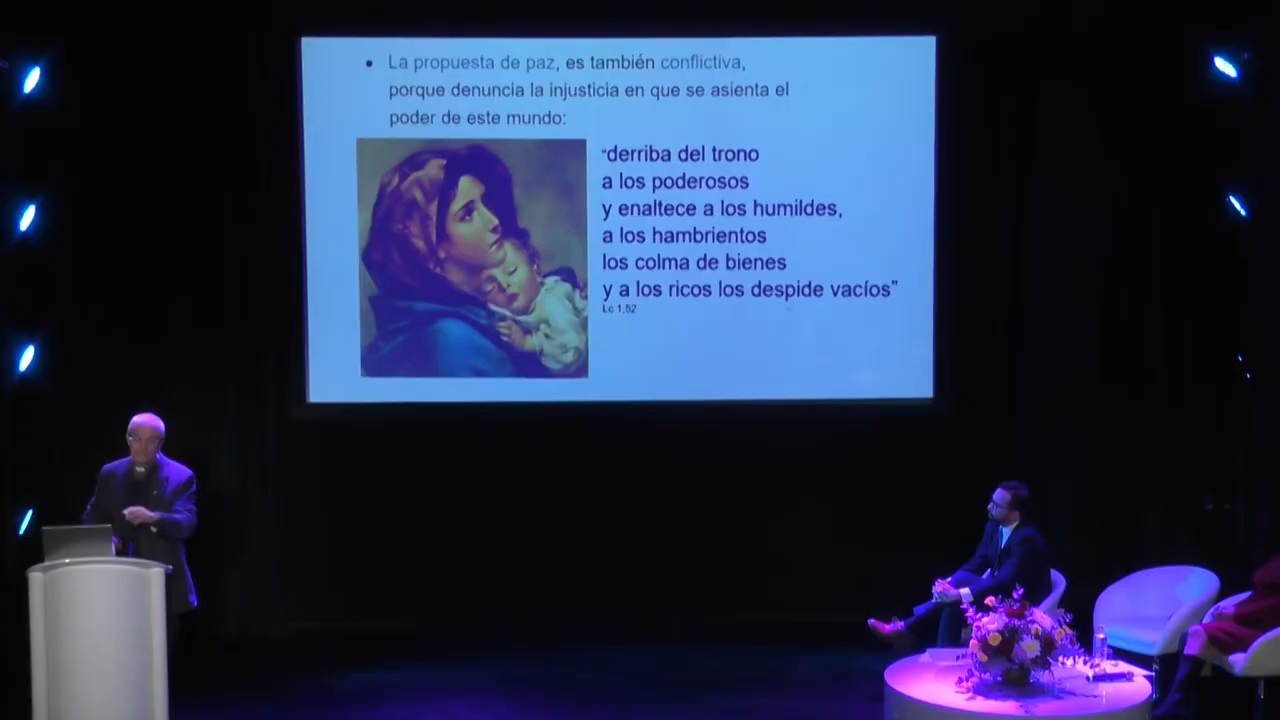 • La propuesta de paz, es también conflictiva,
porque denuncia la injusticia en que se asienta el
poder de este mundo:
“derriba del trono
a los poderosos
y enaltece a los humildes,
a los hambrientos
los colma de bienes
y a los ricos los despide vacíos”
Lc 1,52